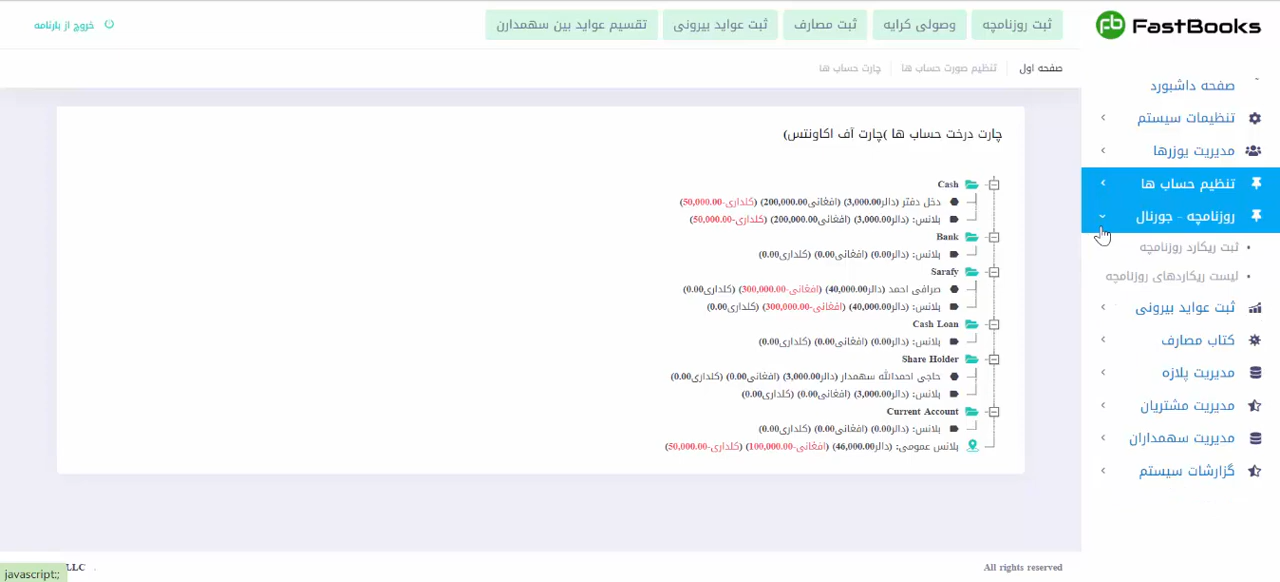 FastBooks
ثبت روزنامچه
وصولی کرایه
ثبت مصارف
ثبت عواید بیرونی
تقسیم عواید بین سهمدارن
خروج از بارنامه
صفحه اول
تنظیم صورت حساب ها
چارت حساب ها
صفحه داشبورد
تنظیمات سیستم
مدیریت یوزرها
تنظیم حساب ها
روزنامچه - جورنال
ثبت ریکارد روزنامچه
لیست ریکاردهای روزنامچه
ثبت عواید بیرونی
کتاب مصارف
مدیریت پلازه
مدیریت مشتریان
مدیریت سهمداران
گزارشات سیستم
چارت درخت حساب ها )چارت آف اکاونتس)
Cash
دخل دفتر (دالر3,000.00) (افغانی200,000.00) (کلداری-50,000.00)
بلانس: (دالر3,000.00) (افغانی200,000.00) (کلداری-50,000.00)
Bank
بلانس: (دالر0.00) (افغانی0.00) (کلداری0.00)
Sarafy
صرافی احمد (دالر40,000.00) (افغانی-300,000.00) (کلداری0.00)
بلانس: (دالر40,000.00) (افغانی-300,000.00) (کلداری0.00)
Cash Loan
بلانس: (دالر0.00) (افغانی0.00) (کلداری0.00)
Share Holder
حاجی احمدالله سهمدار (دالر3,000.00) (افغانی0.00) (کلداری0.00)
بلانس: (دالر3,000.00) (افغانی0.00) (کلداری0.00)
Current Account
بلانس: (دالر0.00) (افغانی0.00) (کلداری0.00)
بلانس عمومی: (دالر46,000.00) (افغانی-100,000.00) (کلداری-50,000.00)
All rights reserved
LLC .
javascript:;